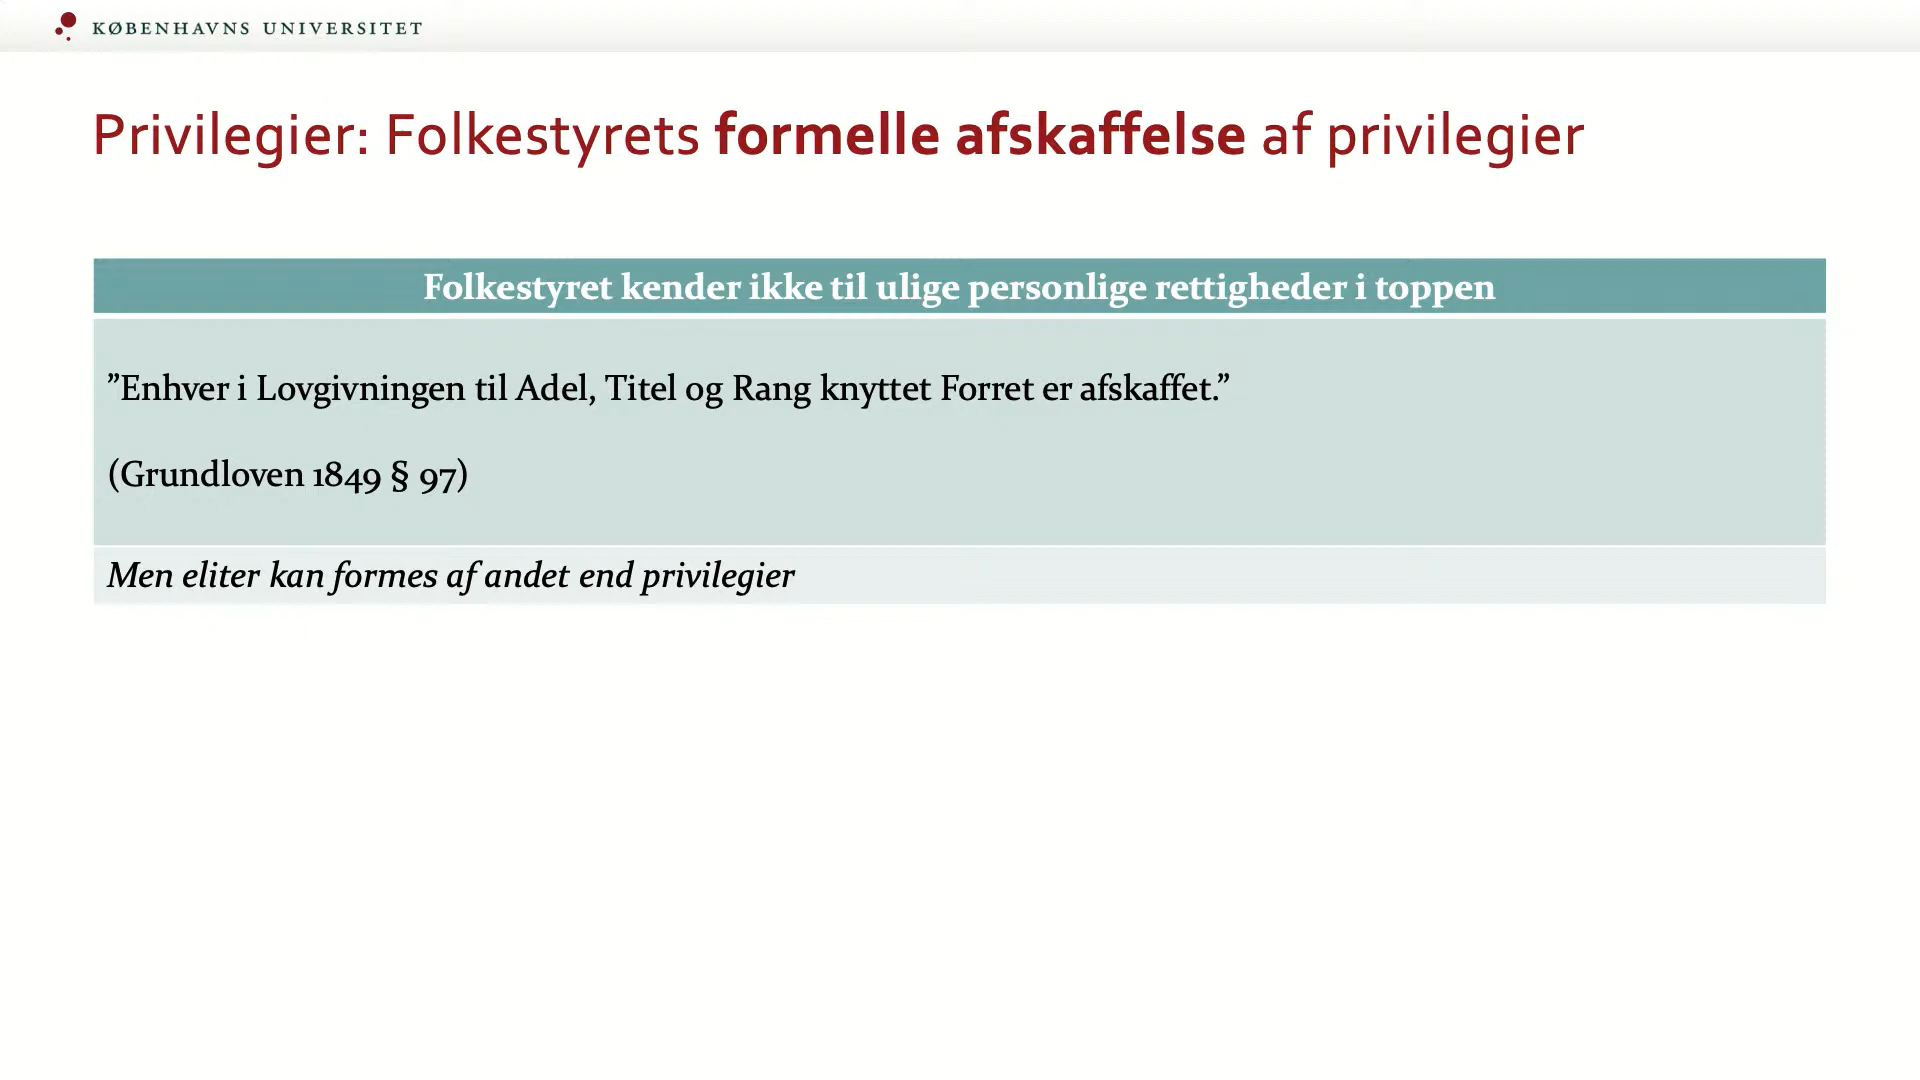 KØBENHAVNS UNIVERSITET
Privilegier: Folkestyrets formelle afskaffelse af privilegier
Folkestyret kender ikke til ulige personlige rettigheder i toppen
”Enhver i Lovgivningen til Adel, Titel og Rang knyttet Forret er afskaffet.”
(Grundloven 1849 § 97)
Men eliter kan formes af andet end privilegier